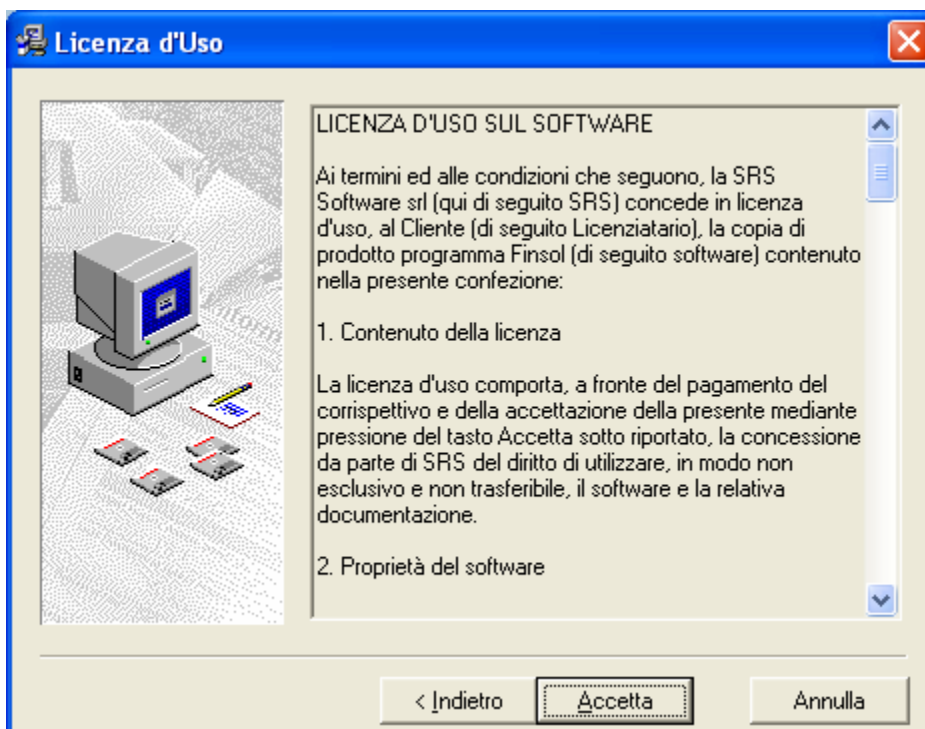 Licenza d'Uso
LICENZA D'USO SUL SOFTWARE
Ai termini ed alle condizioni che seguono, la SRS
Software srl (qui di seguito SRS) concede in licenza
d'uso, al Cliente (di seguito Licenziatario), la copia di
prodotto programma Finsol (di seguito software) contenuto
nella presente confezione:
1. Contenuto della licenza
La licenza d'uso comporta, a fronte del pagamento del
corrispettivo e della accettazione della presente mediante
pressione del tasto Accetta sotto riportato, la concessione
da parte di SRS del diritto di utilizzare, in modo non
esclusivo e non trasferibile, il software e la relativa
documentazione.
2. Proprietà del software
< Indietro
Accetta
Annulla